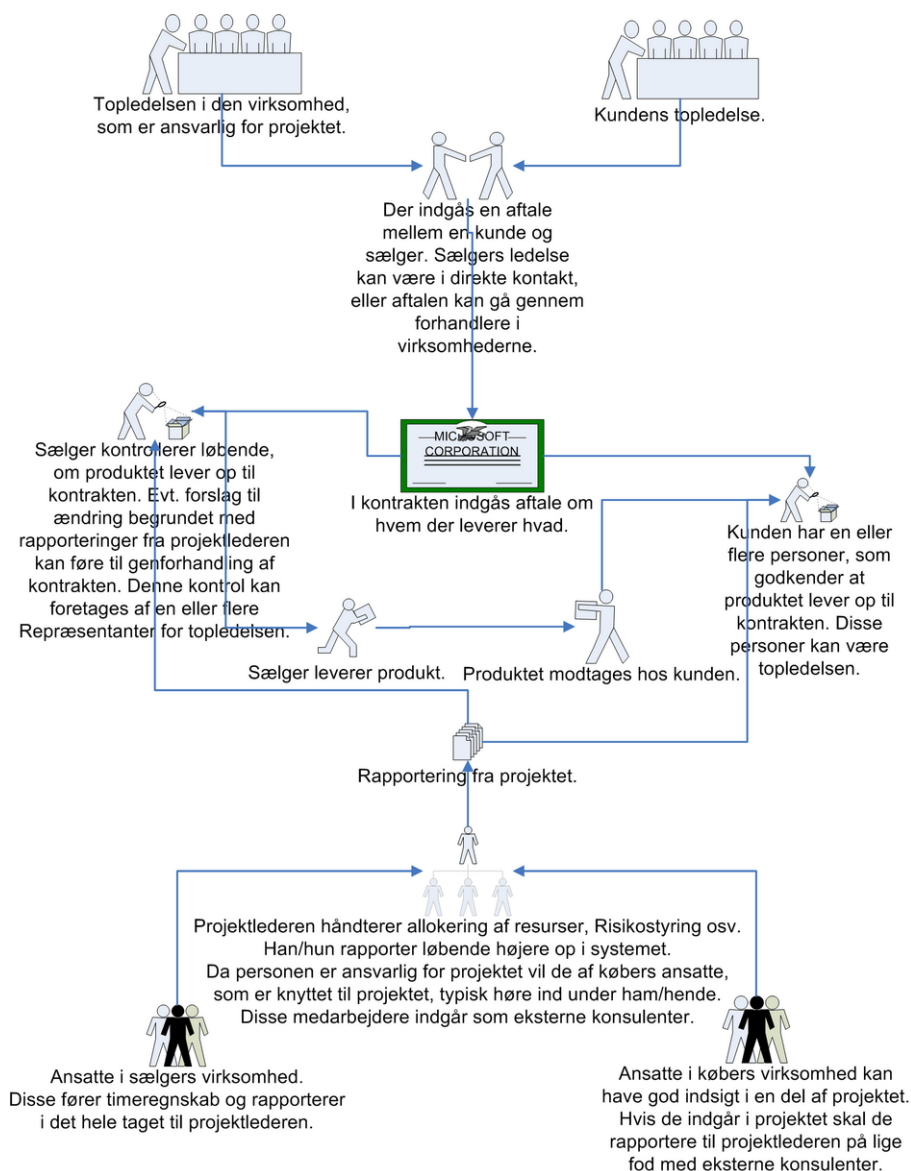 Topledelsen i den virksomhed,
som er ansvarlig for projektet.
Kundens topledelse.
Der indgås en aftale
mellem en kunde og
sælger. Sælgers ledelse
kan være i direkte kontakt,
eller aftalen kan gå gennem
forhandlere i
virksomhederne.
MICROSOFT
CORPORATION
I kontrakten indgås aftale om
hvem der leverer hvad.
Sælger kontrollerer løbende,
om produktet lever op til
kontrakten. Evt. forslag til
ændring begrundet med
rapporteringer fra projektlederen
kan føre til genforhandling af
kontrakten. Denne kontrol kan
foretages af en eller flere
Repræsentanter for topledelsen.
Kunden har en eller
flere personer, som
godkender at
produktet lever op til
kontrakten. Disse
personer kan være
topledelsen.
Sælger leverer produkt.
Produktet modtages hos kunden.
Rapportering fra projektet.
Projektlederen håndterer allokering af resurser, Risikostyring osv.
Han/hun rapporter løbende højere op i systemet.
Da personen er ansvarlig for projektet vil de af købers ansatte,
som er knyttet til projektet, typisk høre ind under ham/hende.
Disse medarbejdere indgår som eksterne konsulenter.
Ansatte i sælgers virksomhed.
Disse fører timeregnskab og rapporterer
i det hele taget til projektlederen.
Ansatte i købers virksomhed kan
have god indsigt i en del af projektet.
Hvis de indgår i projektet skal de
rapportere til projektlederen på lige
fod med eksterne konsulenter.